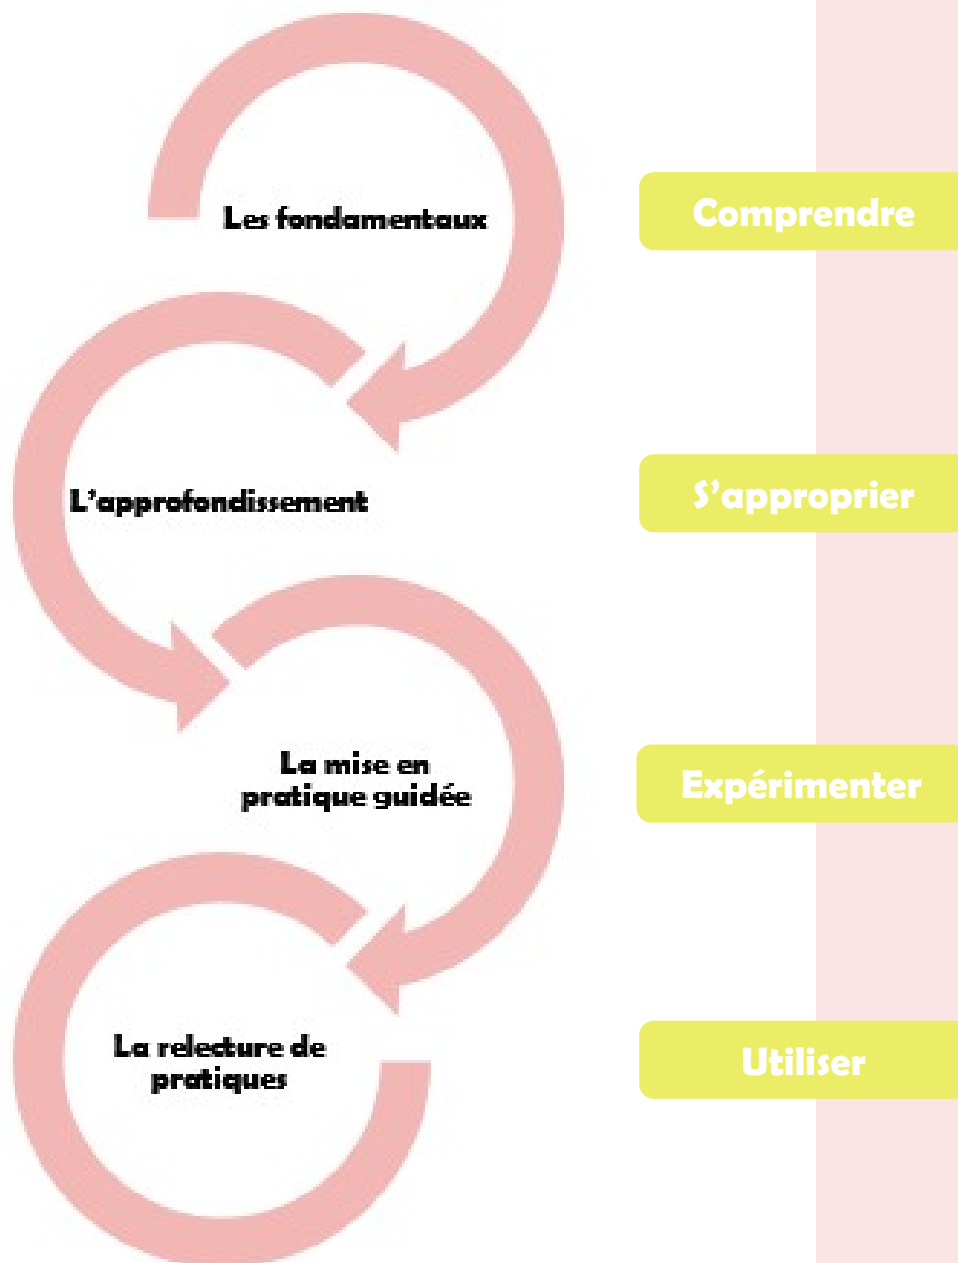 Les fondamentaux
Comprendre
L'approfondissement
S'approprier
La mise en
pratique guidée
Expérimenter
La relecture de
pratiques
Utiliser